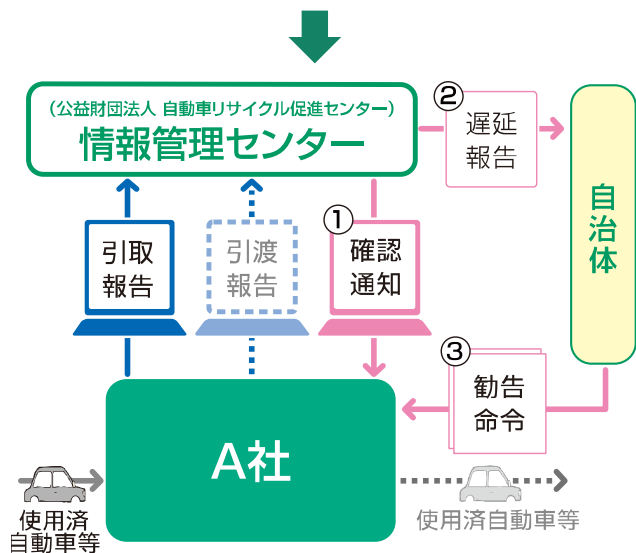 （公益財団法人 自動車リサイクル促進センター）
情報管理センター
②
遅延
報告
自治体
引取
報告
引渡
報告
①
確認
通知
③
勧告
命令
A社
使用済
自動車等
使用済自動車等